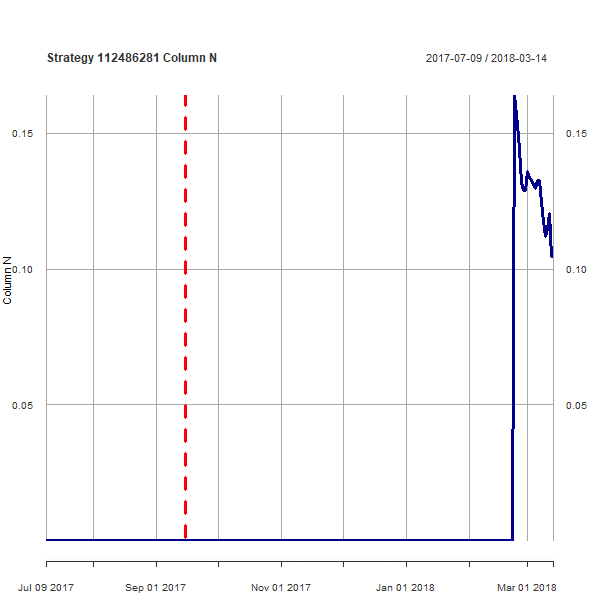 Strategy 112486281 Column N 2017-07-09 / 2018-03-14
0.15 0.15
0.10 0.10
Column N
0.05 0.05
Jul 09 2017 Sep 01 2017 Nov 01 2017 Jan 01 2018 Mar 01 2018